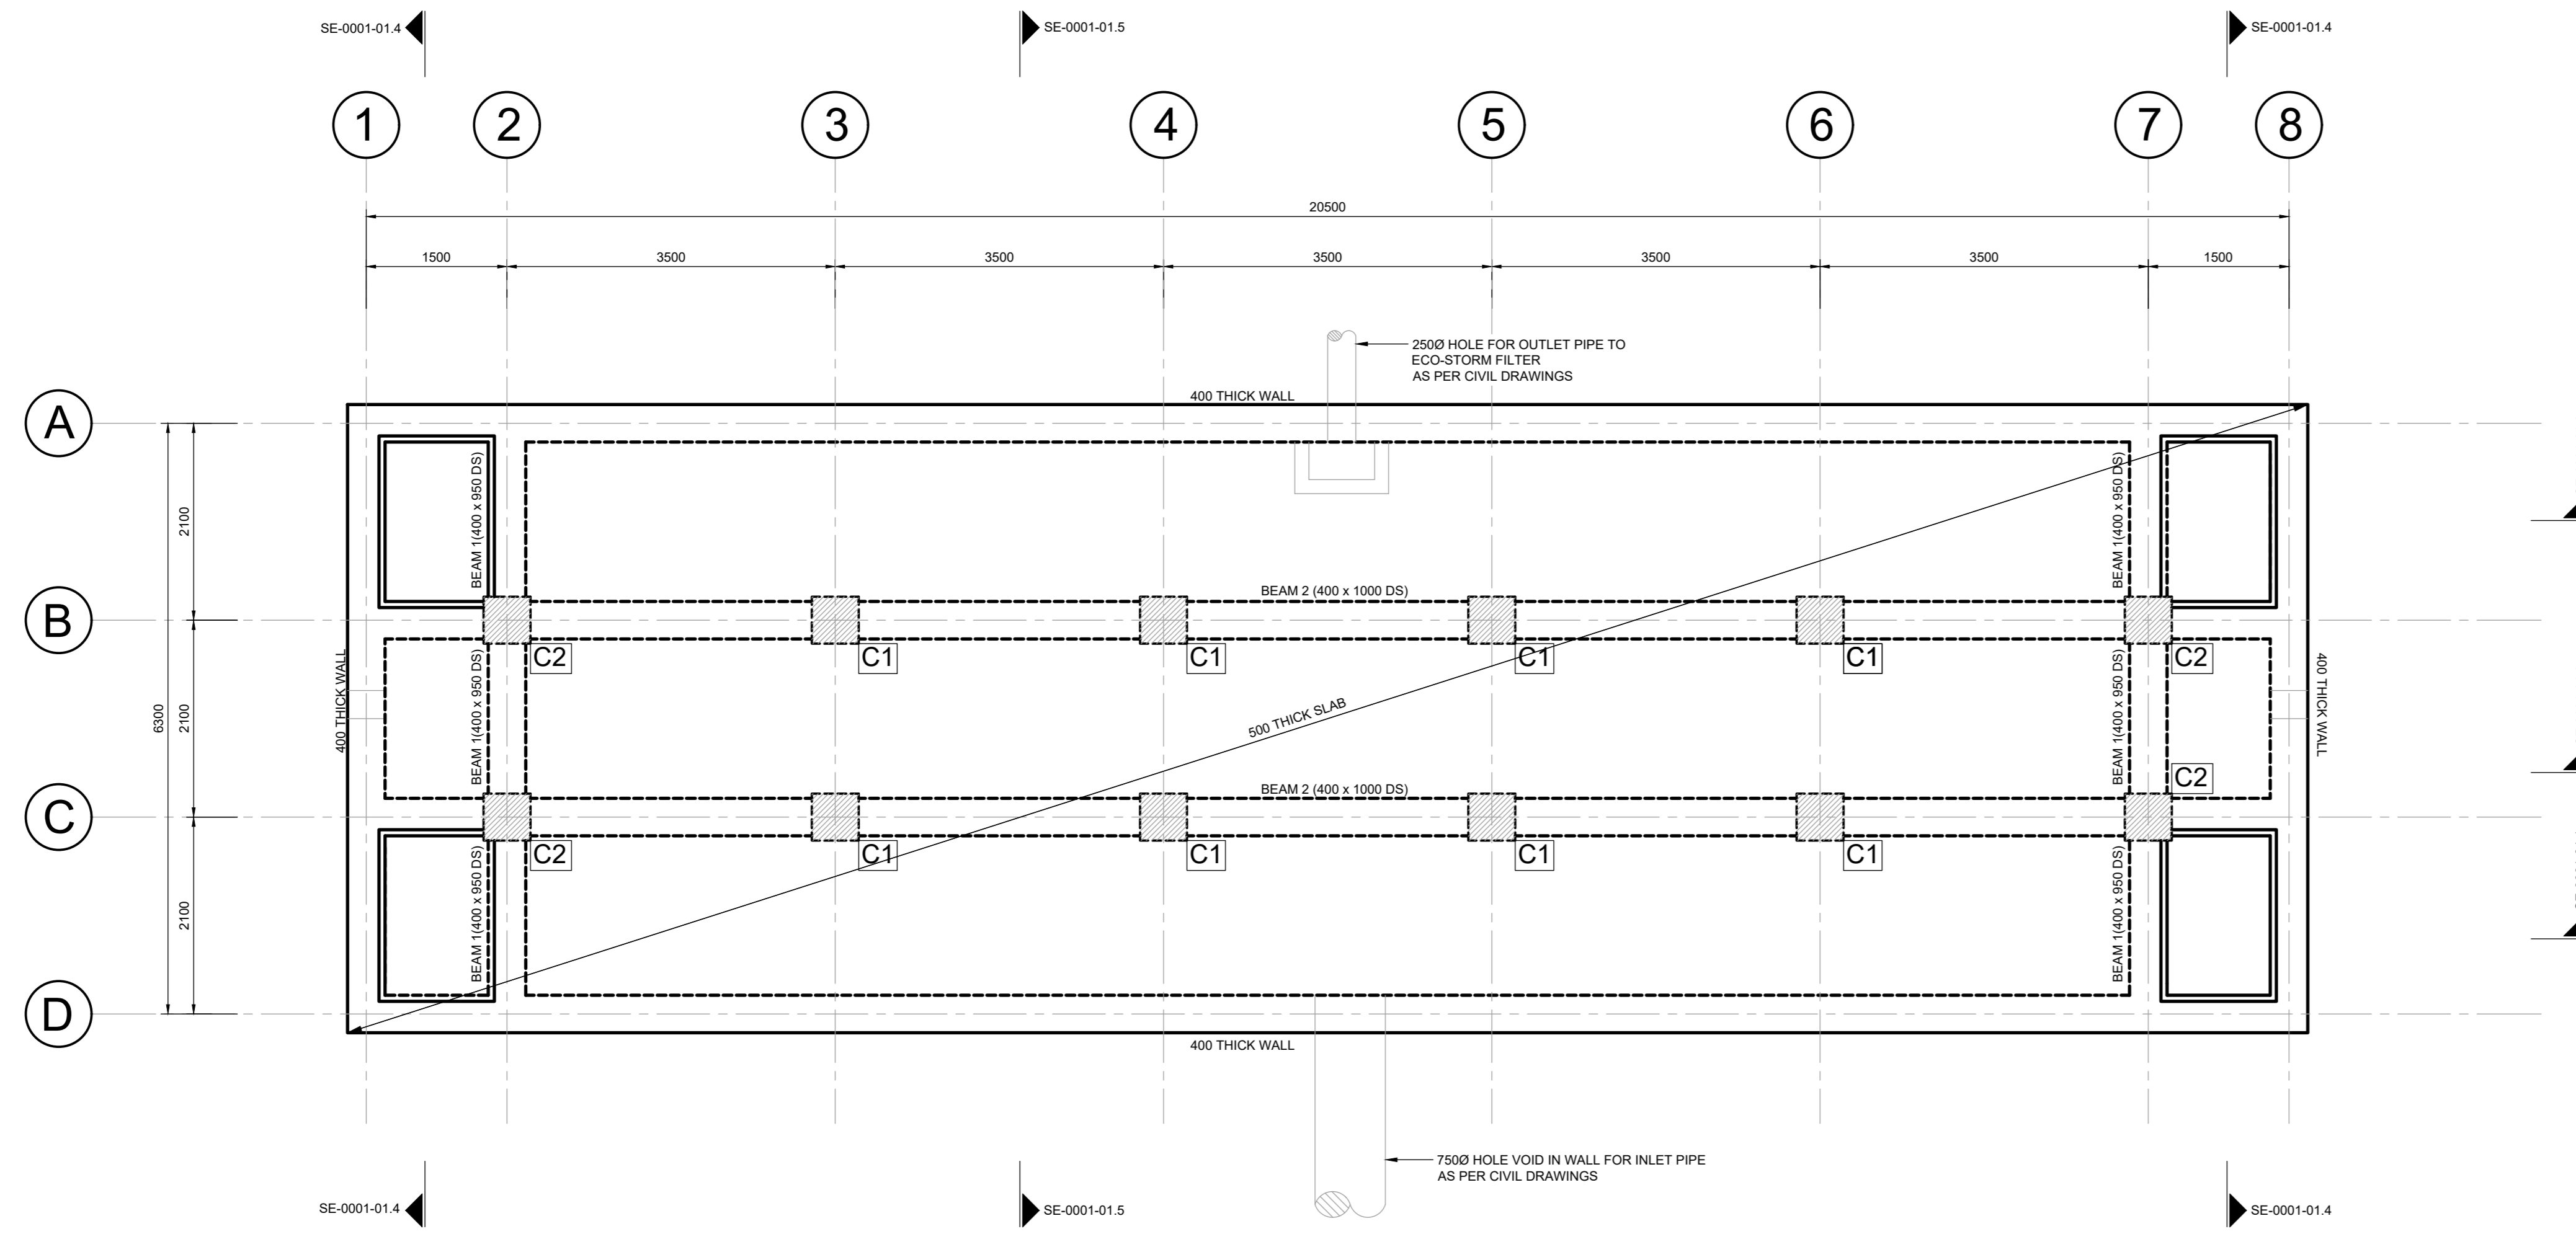 SE-0001-01.4
SE-0001-01.5
SE-0001-01.4
1
2
3
4
5
6
7
8
20500
1500
3500
3500
3500
3500
3500
1500
250Ø HOLE FOR OUTLET PIPE TO
ECO-STORM FILTER
AS PER CIVIL DRAWINGS
400 THICK WALL
A
B
C
D
6300
2100
2100
2100
BEAM 1(400 x 950 DS)
BEAM 1(400 x 950 DS)
BEAM 2 (400 x 1000 DS)
C2
C1
C1
C1
C1
C2
400 THICK WALL
BEAM 1(400 x 950 DS)
500 THICK SLAB
BEAM 1(400 x 950 DS)
400 THICK WALL
C2
BEAM 2 (400 x 1000 DS)
C2
C1
C1
C1
C1
BEAM 1(400 x 950 DS)
BEAM 1(400 x 950 DS)
400 THICK WALL
750Ø HOLE VOID IN WALL FOR INLET PIPE
AS PER CIVIL DRAWINGS
SE-0001-01.4
SE-0001-01.5
SE-0001-01.4